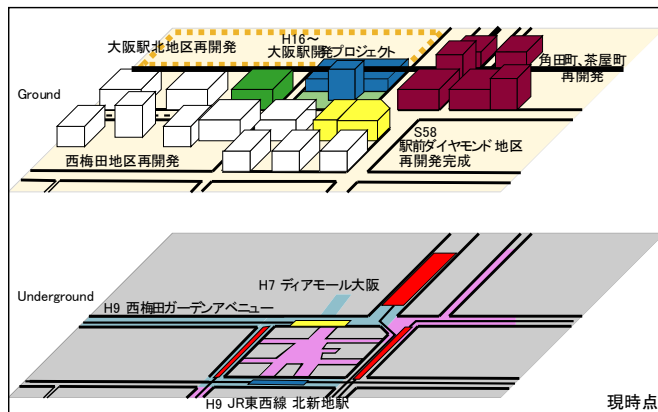 大阪駅北地区再開発
H16～
大阪駅開発プロジェクト
角田町、茶屋町
再開発
Ground
S58
駅前ダイヤモンド地区
再開発完成
西梅田地区再開発
H7 ディアモール大阪
Underground
H9 西梅田ガーデンアベニュー
H9 JR東西線 北新地駅
現時点